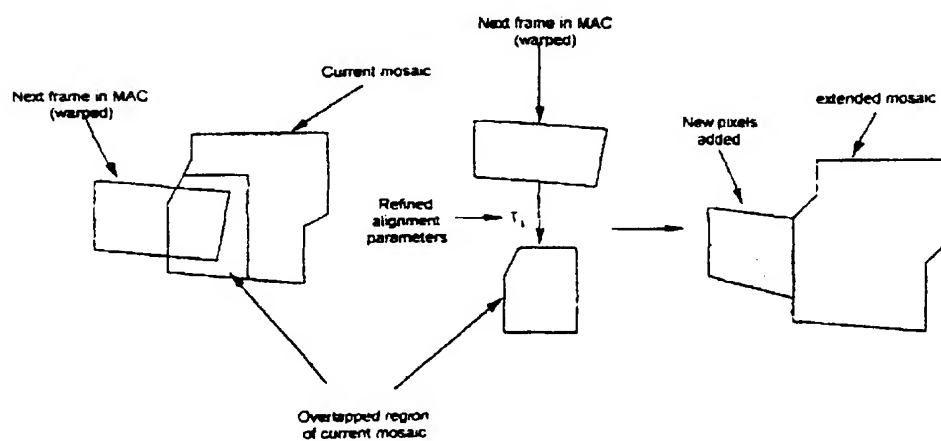 Next frame in MAC
(warped)
Current mosaic
Next frame in MAC
(warped)
extended mosaic
New pixels
added
Refined
alignment
parameters
Overlapped region
of current mosaic